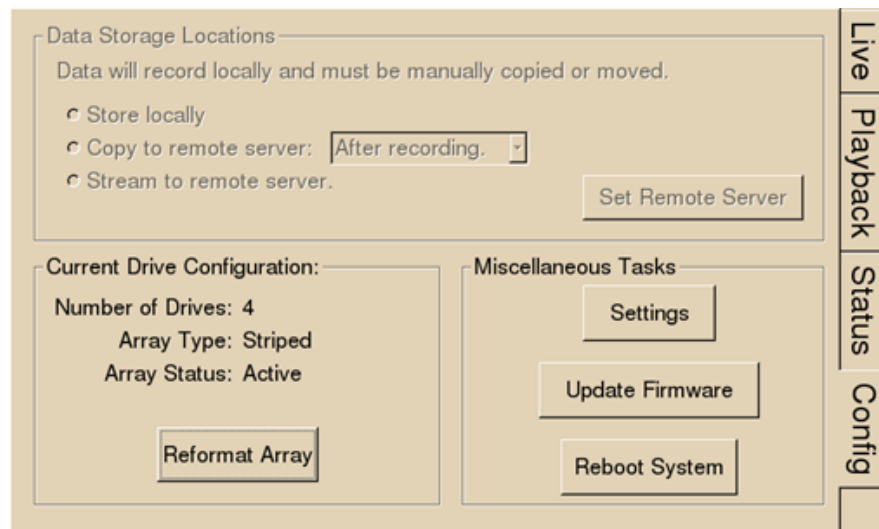 Data Storage Locations
Data will record locally and must be manually copied or moved.
Store locally
Copy to remote server: After recording.
Stream to remote server.
Set Remote Server
Current Drive Configuration:
Number of Drives: 4
Array Type: Striped
Array Status: Active
Reformat Array
Miscellaneous Tasks
Settings
Update Firmware
Reboot System
Live
Playback
Status
Config